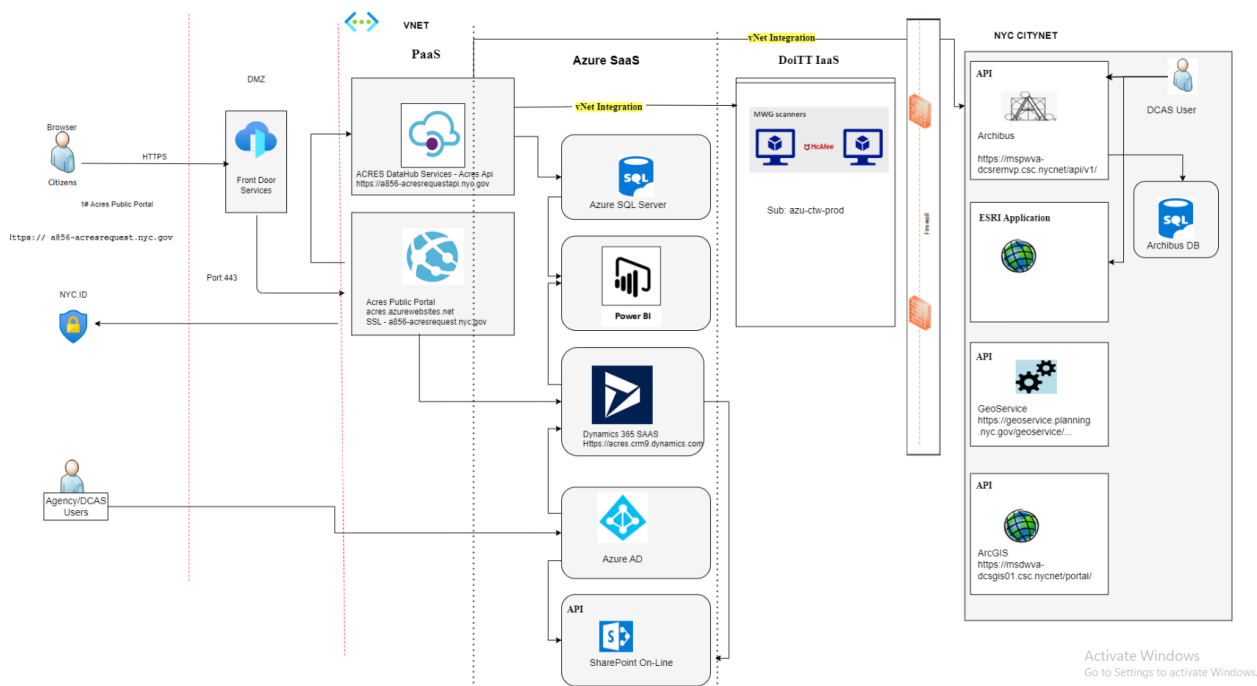 VNET
PaaS
DMZ
Browser
Citizens
HTTPS
1# Acres Public Portal
Https:// a856-acresrequest.nyc.gov
Front Door
Services
Port:443
NYC.ID
Agency/DCAS
Users
ACRES DataHub Services - Acres Api
https://a856-acresrequestapi.nyc.gov
Acres Public Portal
acres.azurewebsites.net
SSL - a856-acresrequest.nyc.gov
Azure SaaS
vNet Integration
Azure SQL Server
SQL
Power BI
Dynamics 365 SAAS
Https://acres.crm9.dynamics.com
Azure AD
API
S
SharePoint On-Line
vNet Integration
DoiTT IaaS
MWG scanners
McAfee
Sub: azu-ctw-prod
Firewall
NYC CITYNET
API
Archibus
https://mspwva-
dcsremvp.csc.nycnet/api/v1/
DCAS User
SQL
Archibus DB
ESRI Application
API
GeoService
https://geoservice.planning
.nyc.gov/geoservice/...
API
ArcGIS
https://msdwva-
dcsgis01.csc.nycnet/portal/
Activate Windows
Go to Settings to activate Windows.